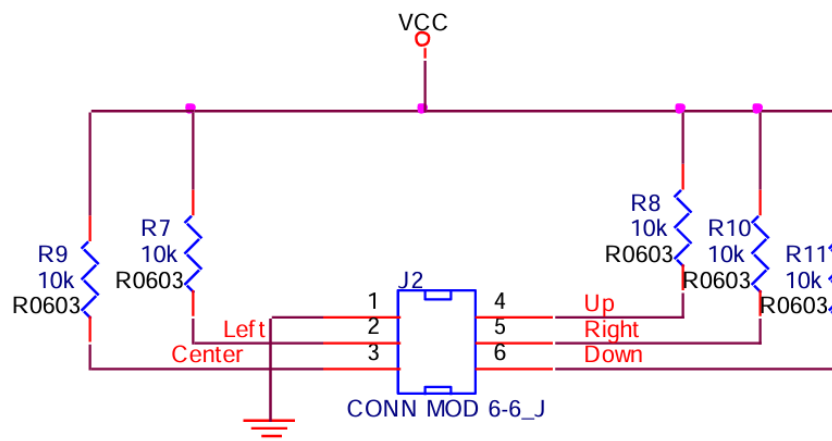 VCC
R9
10k
R0603
R7
10k
R0603
R8
10k
R0603
R10
10k
R0603
R11
10k
R0603
J2
1
2
3
4
5
6
Left
Center
Up
Right
Down
CONN MOD 6-6_J